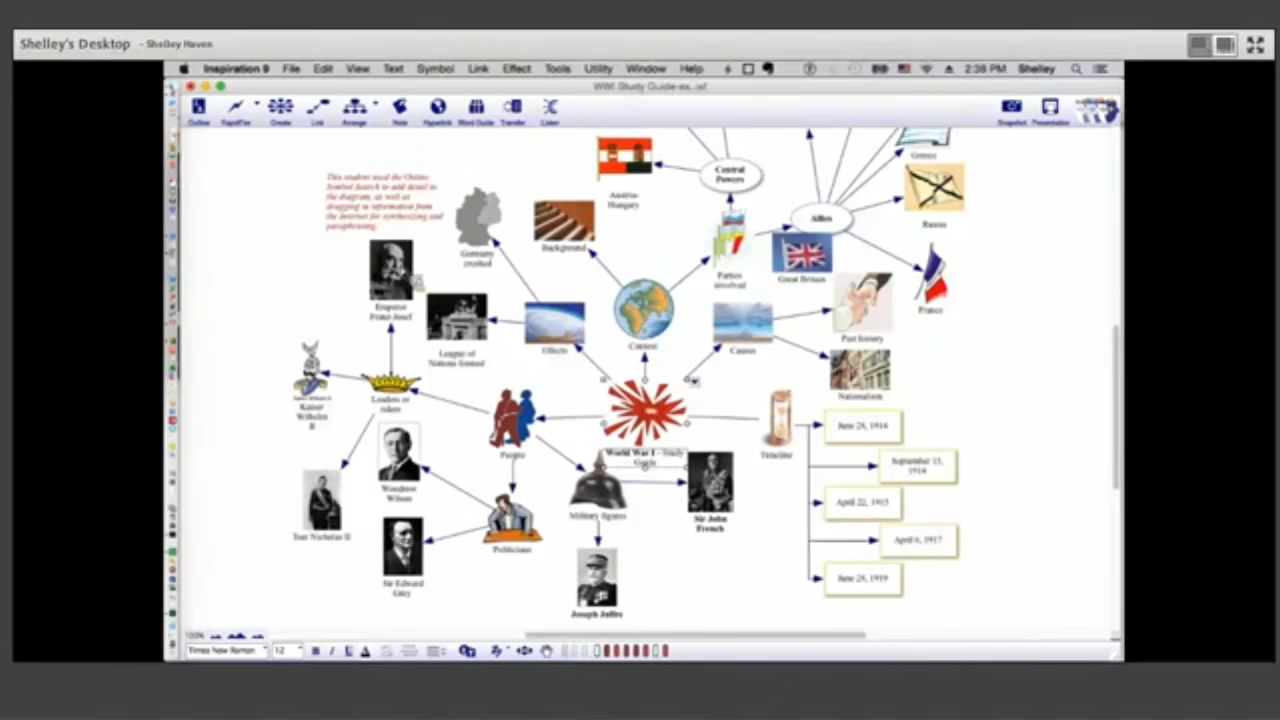 Shelley's Desktop - Shelley Haven
Inspiration 9 File Edit View Text Symbol Link Effect Tools Utility Window Help 2:38 PM Shelley
WWI Study Guide-ex..isf
Outline RapidFire Create Link Arrange Note Hyperlink Word Guide Transfer Listen Snapshot Presentation
Central
Powers
Greece
This student used the Online
Symbol Search to add detail to
the diagram, as well as
dragging in information from
the Internet for synthesizing and
paraphrasing.
Austria-
Hungary
Allies
Russia
Background
Germany
crushed
Parties
involved
Great Britain
Emperor
Franz-Josef
France
Context
Past history
Effects
Causes
League of
Nations formed
Nationalism
Leaders or
rulers
Kaiser
Wilhelm
II
June 28, 1914
People
World War I - Study
Guide
Timeline
September 15,
1914
Woodrow
Wilson
April 22, 1915
Military figures
Sir John
French
Tsar Nicholas II
Politicians
April 6, 1917
Sir Edward
Grey
June 28, 1919
Joseph Joffre
100%
Times New Roman 12 B I U A